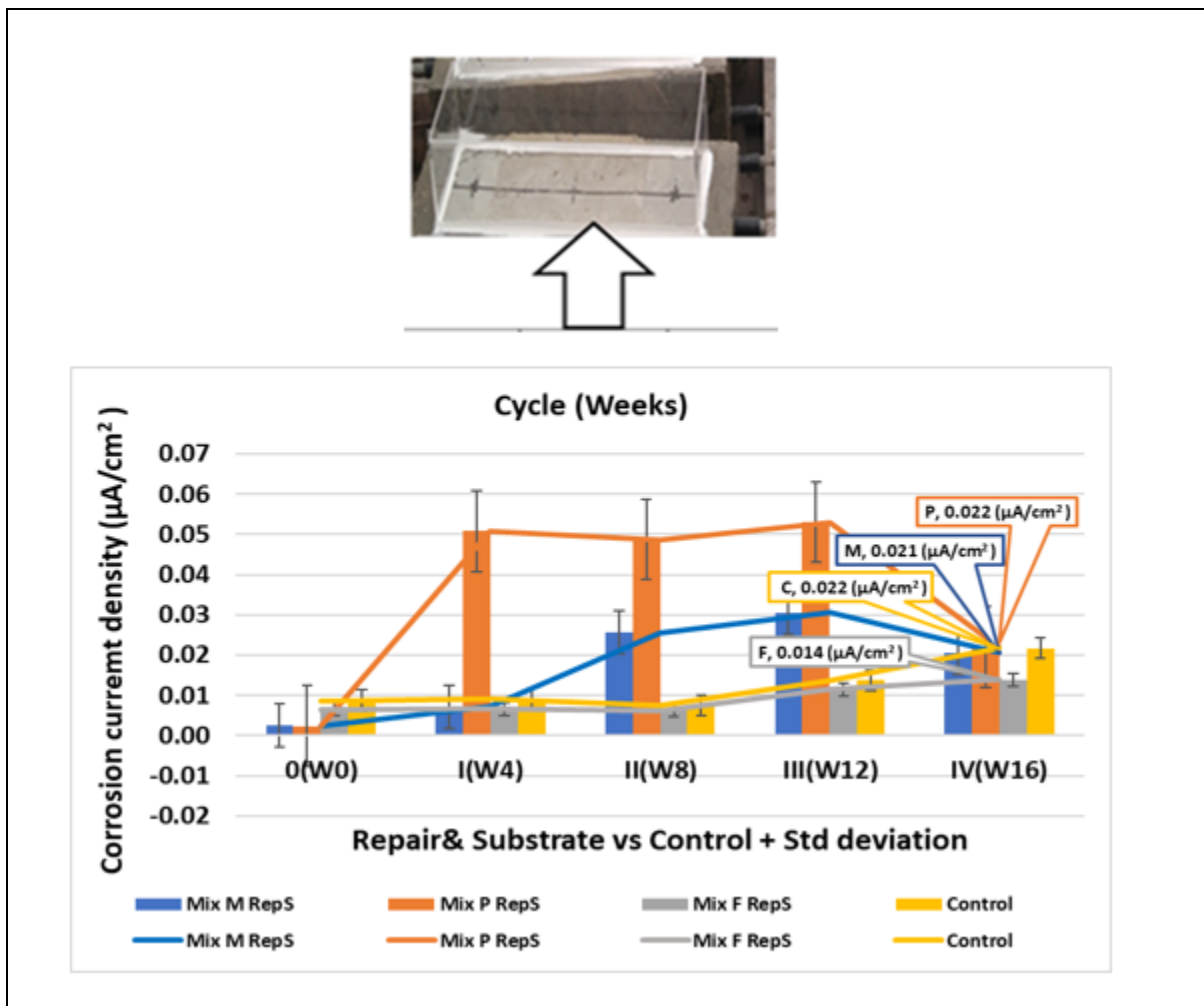 Cycle (Weeks)
Corrosion curremt density (µA/cm²)
0.07
0.06
0.05
0.04
0.03
0.02
0.01
0.00
-0.01
-0.02
P, 0.022 (µA/cm²)
M, 0.021 (µA/cm²)
C, 0.022 (µA/cm²)
F, 0.014 (µA/cm²)
0(W0) I(W4) II(W8) III(W12) IV(W16)
Repair& Substrate vs Control + Std deviation
Mix M RepS Mix P RepS Mix F RepS Control
Mix M RepS Mix P RepS Mix F RepS Control